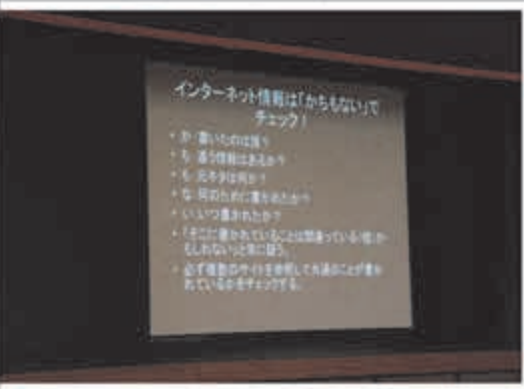 インターネット情報は「かちもない」で
チェック!
・か:書いたのは誰?
・ち:違う情報はあるか?
・も:元ネタは何か?
・な:何のために書かれたか?
・い:いつ書かれたか?
・「そこに書かれていることは間違っている(嘘)か
もしれない」と常に疑う。
・必ず複数のサイトを参照して共通のことが書か
れているかをチェックする。